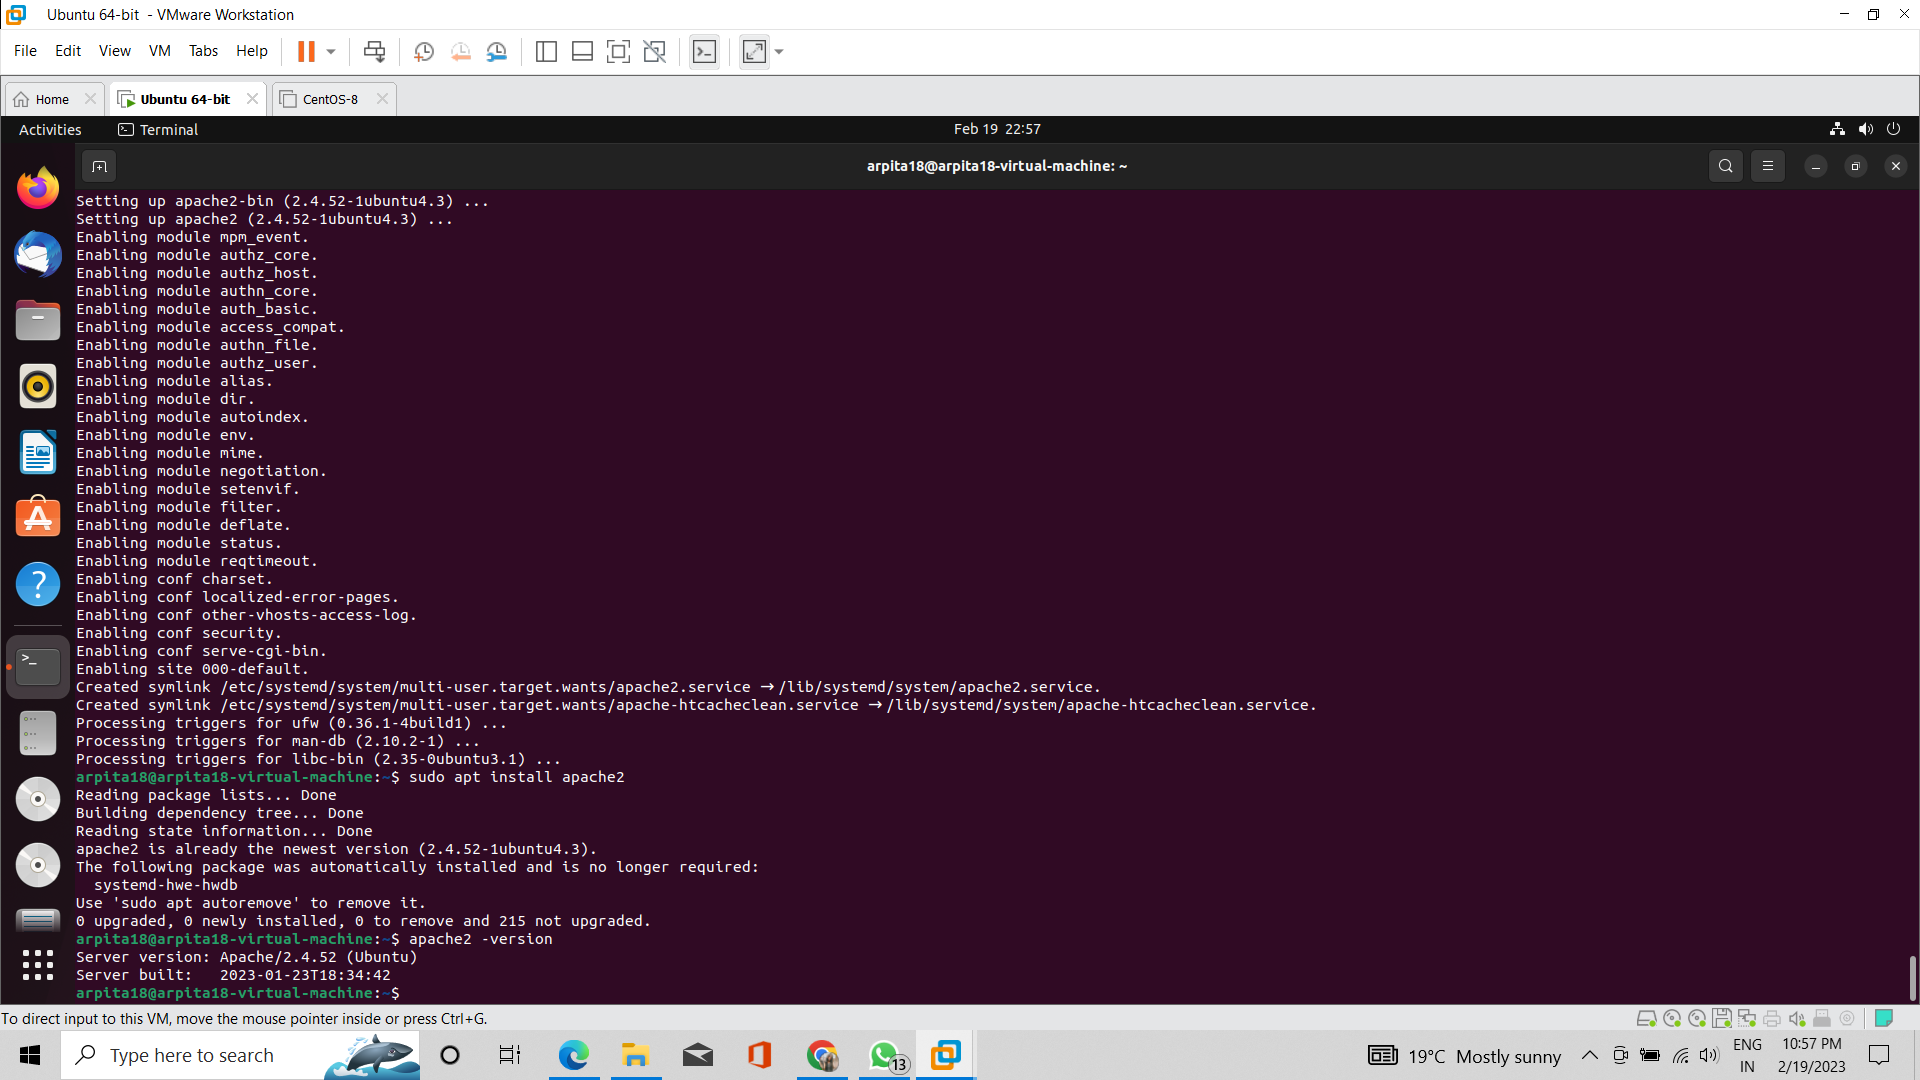 Ubuntu 64-bit - VMware Workstation
File Edit View VM Tabs Help
Home Ubuntu 64-bit CentOS-8
Activities Terminal Feb 19 22:57
arpita18@arpita18-virtual-machine: ~
Setting up apache2-bin (2.4.52-1ubuntu4.3) ...
Setting up apache2 (2.4.52-1ubuntu4.3) ...
Enabling module mpm_event.
Enabling module authz_core.
Enabling module authz_host.
Enabling module authn_core.
Enabling module auth_basic.
Enabling module access_compat.
Enabling module authn_file.
Enabling module authz_user.
Enabling module alias.
Enabling module dir.
Enabling module autoindex.
Enabling module env.
Enabling module mime.
Enabling module negotiation.
Enabling module setenvif.
Enabling module filter.
Enabling module deflate.
Enabling module status.
Enabling module reqtimeout.
Enabling conf charset.
Enabling conf localized-error-pages.
Enabling conf other-vhosts-access-log.
Enabling conf security.
Enabling conf serve-cgi-bin.
Enabling site 000-default.
Created symlink /etc/systemd/system/multi-user.target.wants/apache2.service → /lib/systemd/system/apache2.service.
Created symlink /etc/systemd/system/multi-user.target.wants/apache-htcacheclean.service → /lib/systemd/system/apache-htcacheclean.service.
Processing triggers for ufw (0.36.1-4build1) ...
Processing triggers for man-db (2.10.2-1) ...
Processing triggers for libc-bin (2.35-0ubuntu3.1) ...
arpita18@arpita18-virtual-machine:~$ sudo apt install apache2
Reading package lists... Done
Building dependency tree... Done
Reading state information... Done
apache2 is already the newest version (2.4.52-1ubuntu4.3).
The following package was automatically installed and is no longer required:
  systemd-hwe-hwdb
Use 'sudo apt autoremove' to remove it.
0 upgraded, 0 newly installed, 0 to remove and 215 not upgraded.
arpita18@arpita18-virtual-machine:~$ apache2 -version
Server version: Apache/2.4.52 (Ubuntu)
Server built:   2023-01-23T18:34:42
arpita18@arpita18-virtual-machine:~$
To direct input to this VM, move the mouse pointer inside or press Ctrl+G.
Type here to search
13
19°C Mostly sunny
ENG
IN
10:57 PM
2/19/2023